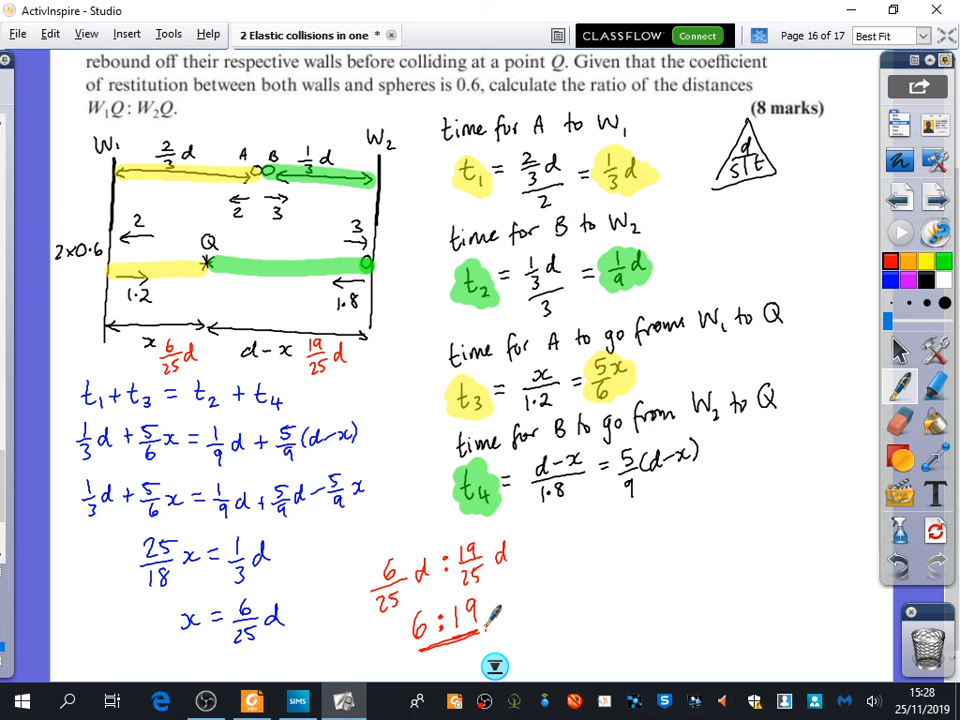 ActivInspire - Studio
File Edit View Insert Tools Help
2 Elastic collisions in one *
CLASSFLOW Connect
Page 16 of 17
Best Fit
rebound off their respective walls before colliding at a point Q. Given that the coefficient
of restitution between both walls and spheres is 0.6, calculate the ratio of the distances
W₁Q : W₂Q.
(8 marks)
W₁ 2/3 d A B 1/3 d W₂
2 3
2 Q 3
2×0.6
1.2 1.8
x 6/25 d d-x 19/25 d
t₁ + t₃ = t₂ + t₄
1/3 d + 5/6 x = 1/9 d + 5/9 (d-x)
1/3 d + 5/6 x = 1/9 d + 5/9 d - 5/9 x
25/18 x = 1/3 d
x = 6/25 d
time for A to W₁
t₁ = 2/3 d / 2 = 1/3 d
d
s t
time for B to W₂
t₂ = 1/3 d / 3 = 1/9 d
time for A to go from W₁ to Q
t₃ = x/1.2 = 5x/6
time for B to go from W₂ to Q
t₄ = d-x/1.8 = 5/9 (d-x)
6/25 d : 19/25 d
6 : 19
SIMS
15:28
25/11/2019